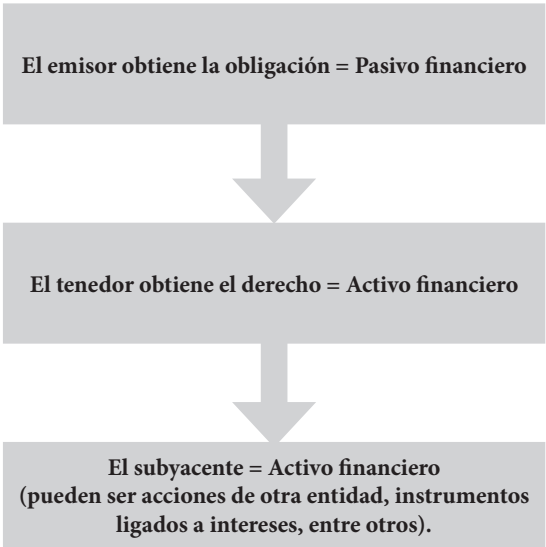 El emisor obtiene la obligación = Pasivo financiero
El tenedor obtiene el derecho = Activo financiero
El subyacente = Activo financiero
(pueden ser acciones de otra entidad, instrumentos
ligados a intereses, entre otros).